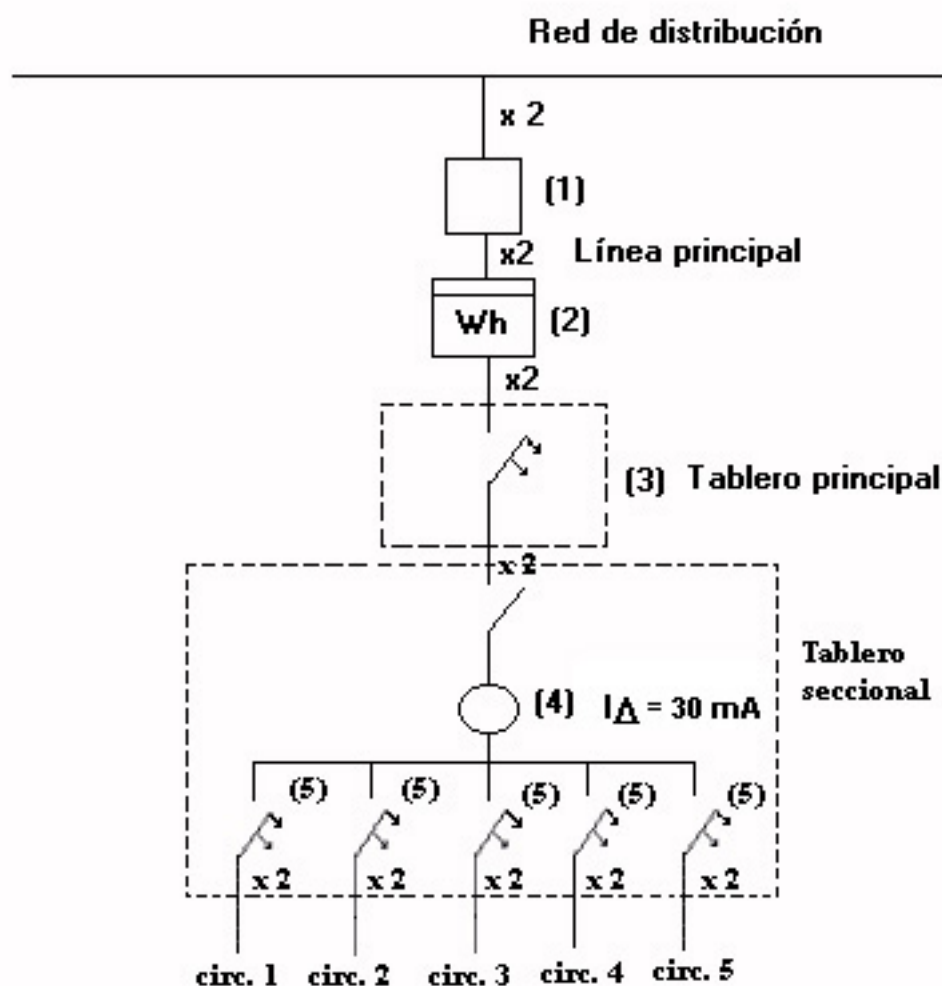 Red de distribución
x 2
(1)
x2 Línea principal
Wh (2)
x2
(3) Tablero principal
x 2
Tablero
seccional
(4) I∆ = 30 mA
(5) (5) (5) (5) (5)
x 2 x 2 x 2 x 2 x 2
circ. 1 circ. 2 circ. 3 circ. 4 circ. 5